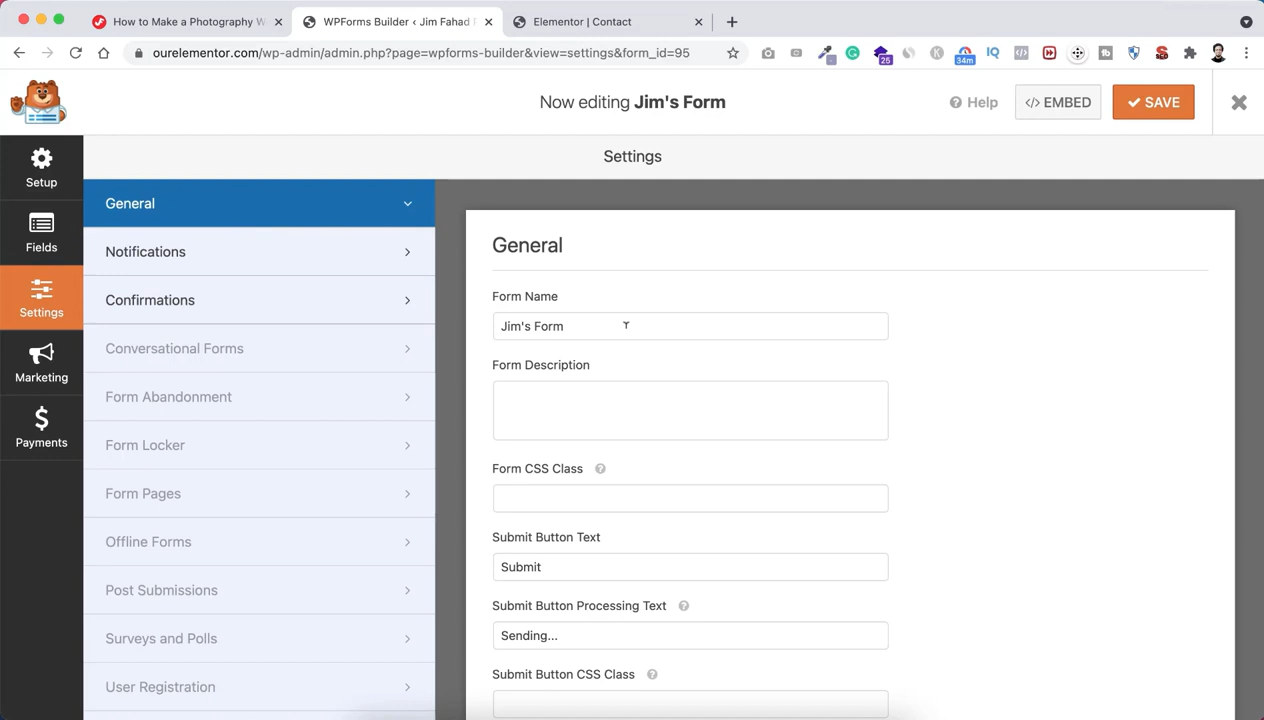 How to Make a Photography W
WPForms Builder ‹ Jim Fahad F
Elementor | Contact
ourelementor.com/wp-admin/admin.php?page=wpforms-builder&view=settings&form_id=95
25
34m
IQ
Now editing Jim's Form
Help
</> EMBED
SAVE
Settings
Setup
Fields
Settings
Marketing
Payments
General
Notifications
Confirmations
Conversational Forms
Form Abandonment
Form Locker
Form Pages
Offline Forms
Post Submissions
Surveys and Polls
User Registration
General
Form Name
Jim's Form
Form Description
Form CSS Class
Submit Button Text
Submit
Submit Button Processing Text
Sending...
Submit Button CSS Class